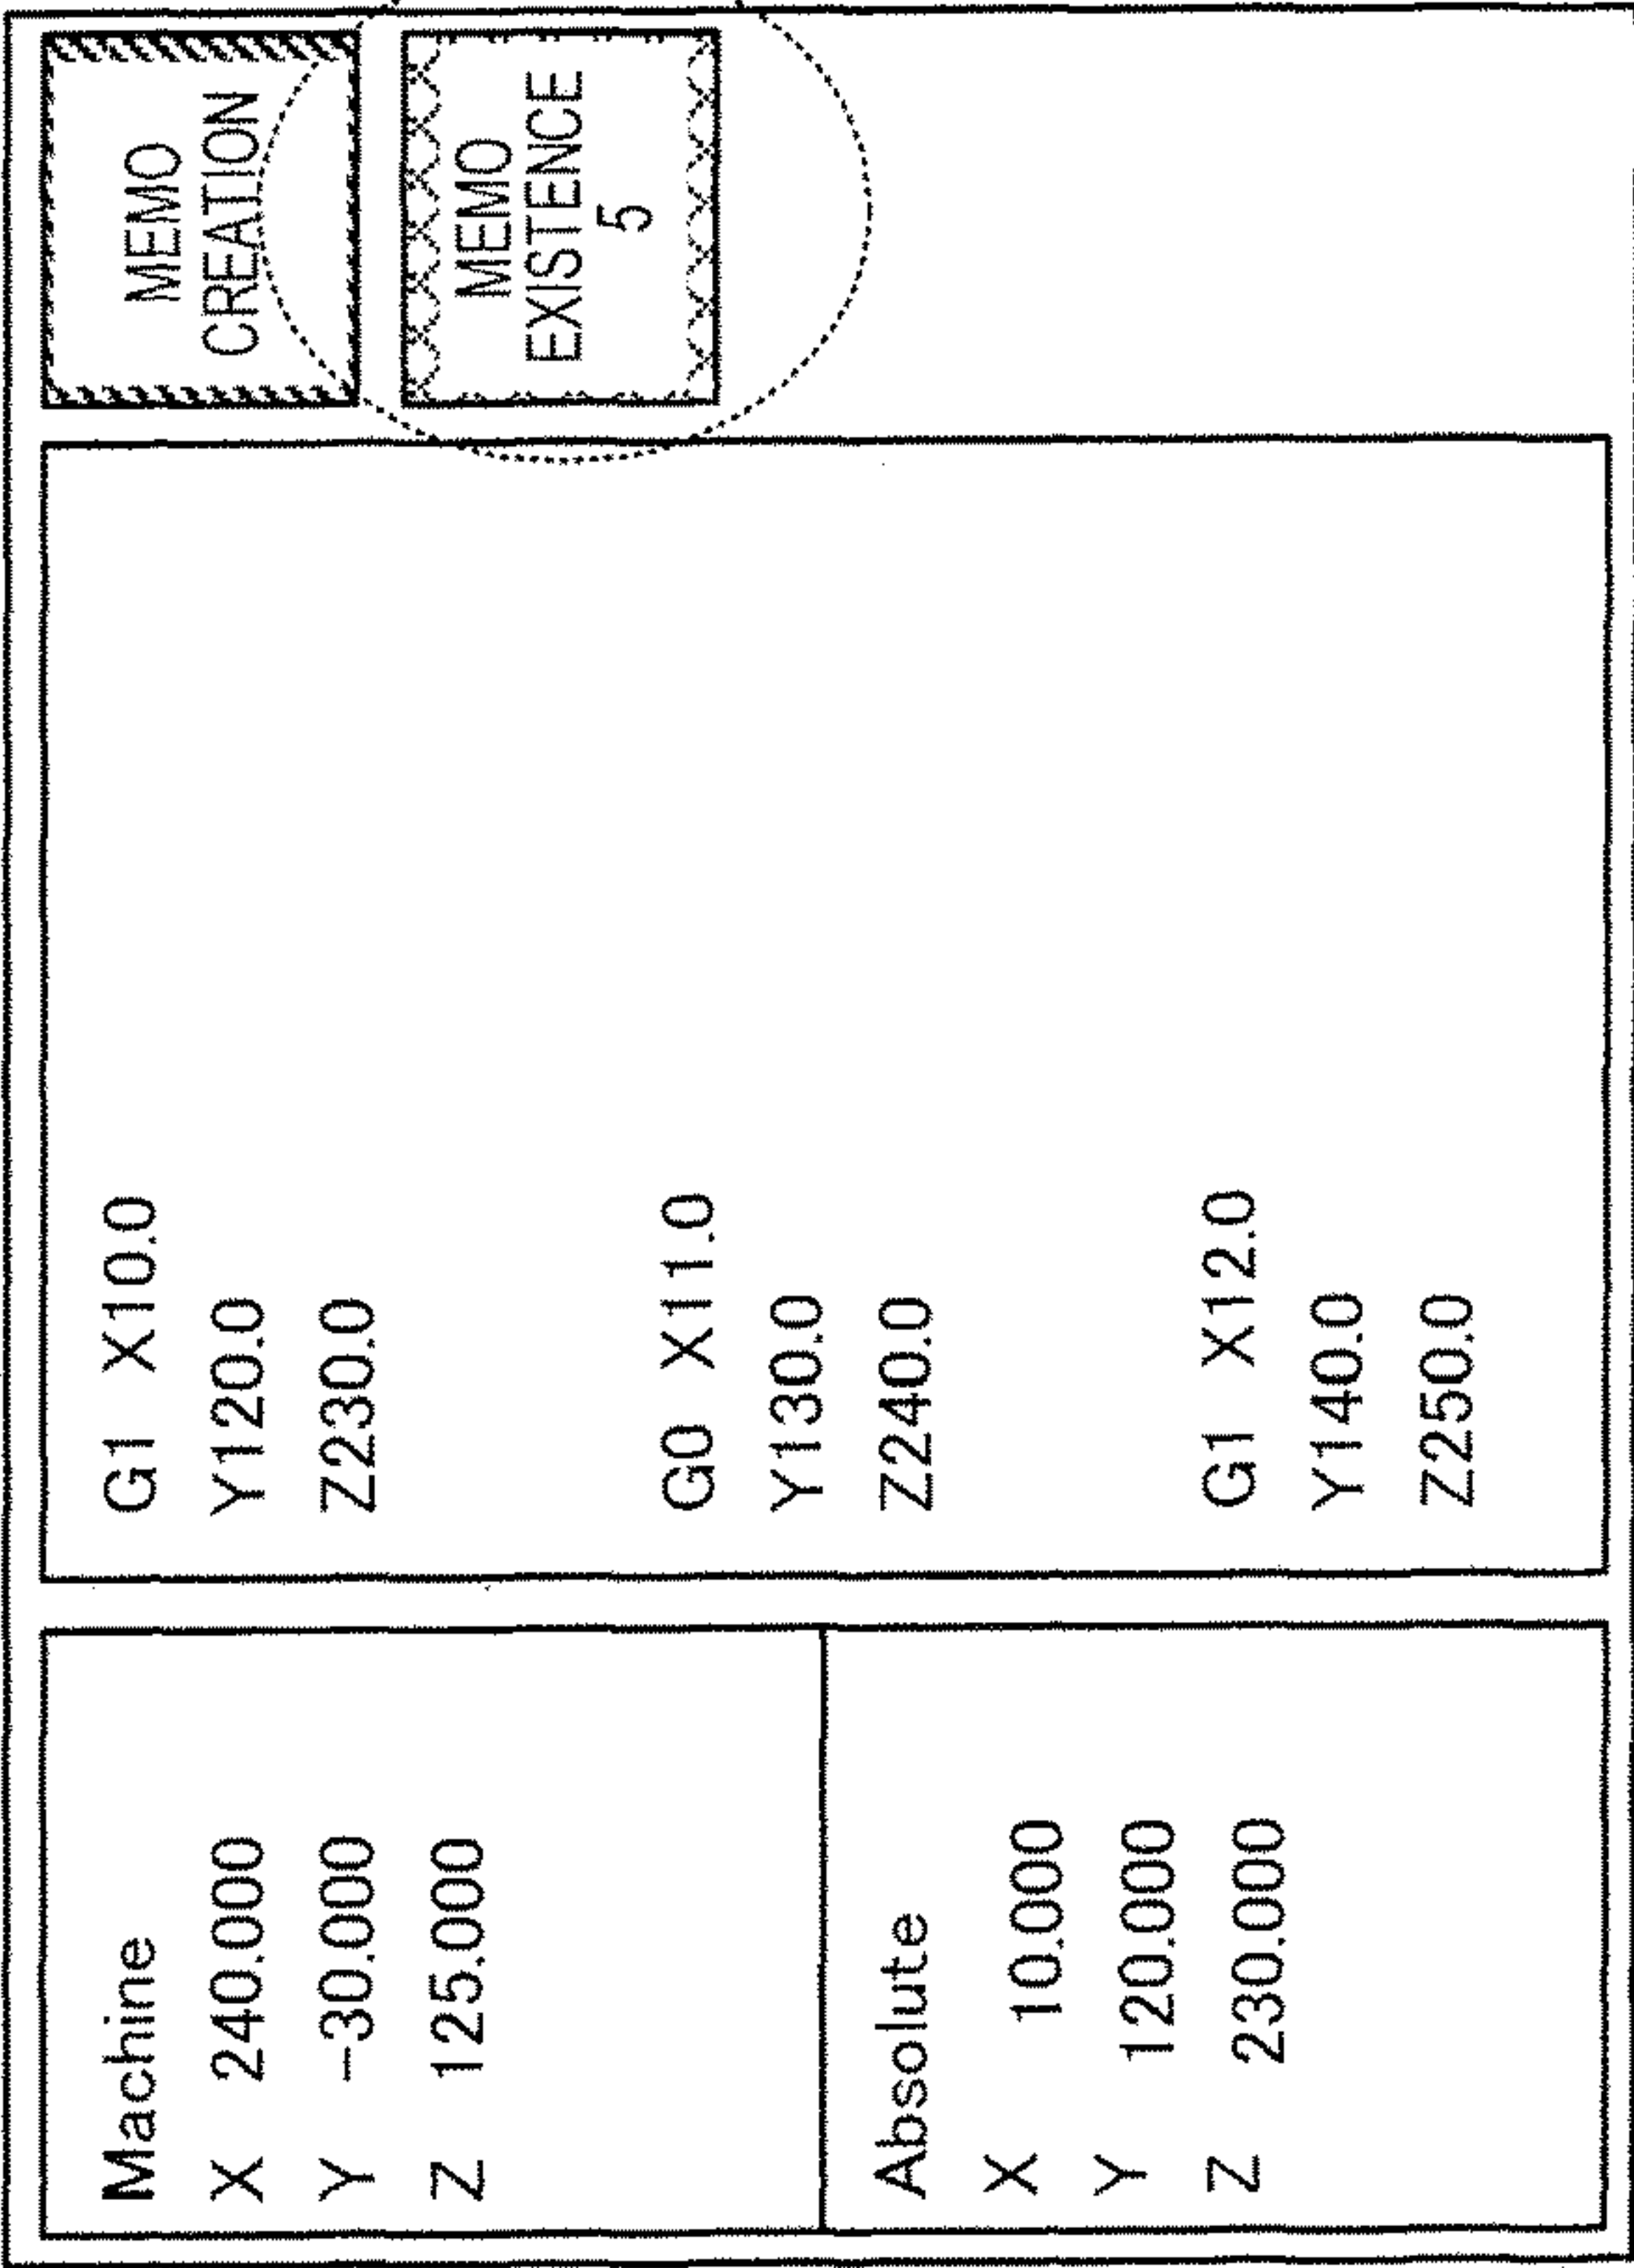 Machine
X 240.000
Y -30.000
Z 125.000
Absolute
X 10.000
Y 120.000
Z 230.000
G1 X10.0
Y120.0
Z230.0
G0 X11.0
Y130.0
Z240.0
G1 X12.0
Y140.0
Z250.0
MEMO
CREATION
MEMO
EXISTENCE
5